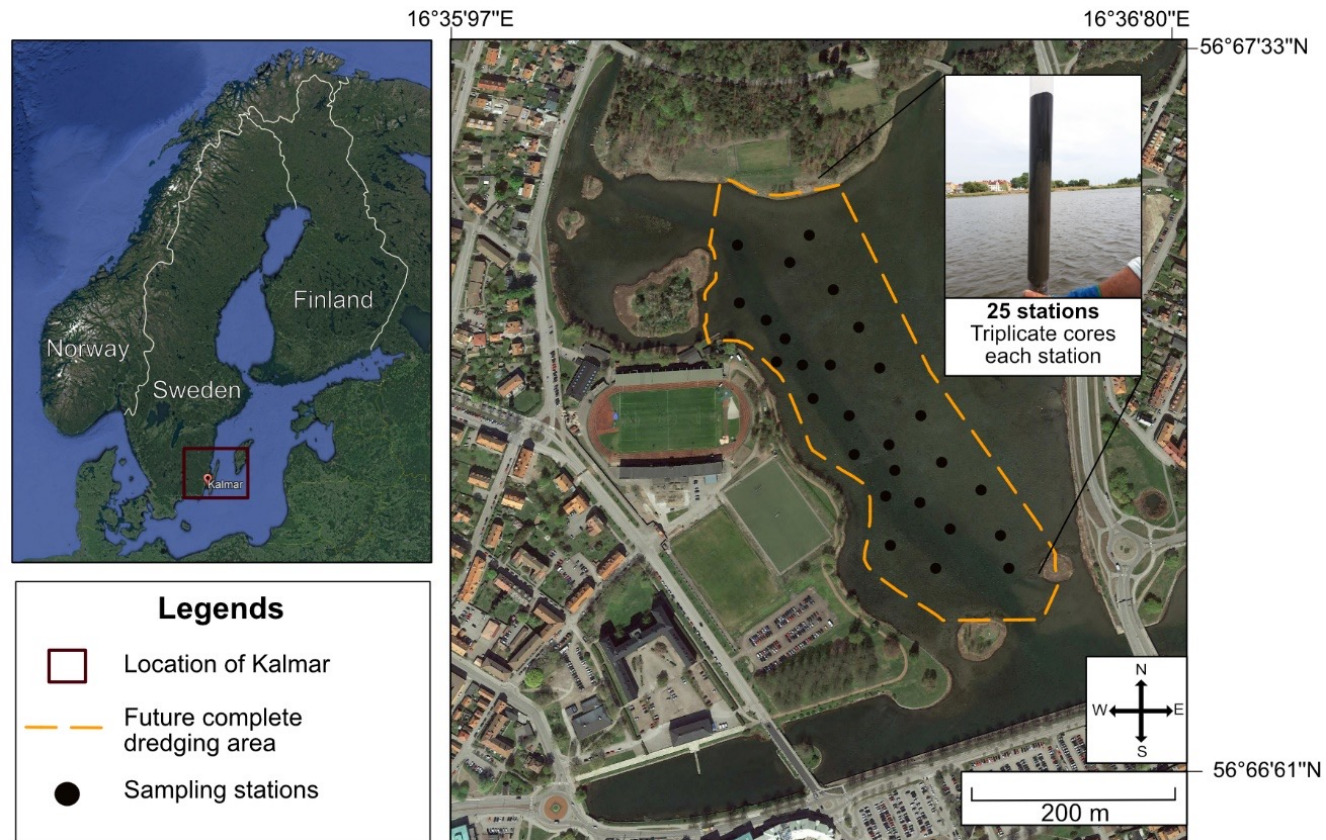 16°35'97"E
16°36'80"E
56°67'33"N
Norway
Sweden
Finland
Kalmar
25 stations
Triplicate cores
each station
Legends
Location of Kalmar
Future complete
dredging area
Sampling stations
N
W
E
S
56°66'61"N
200 m